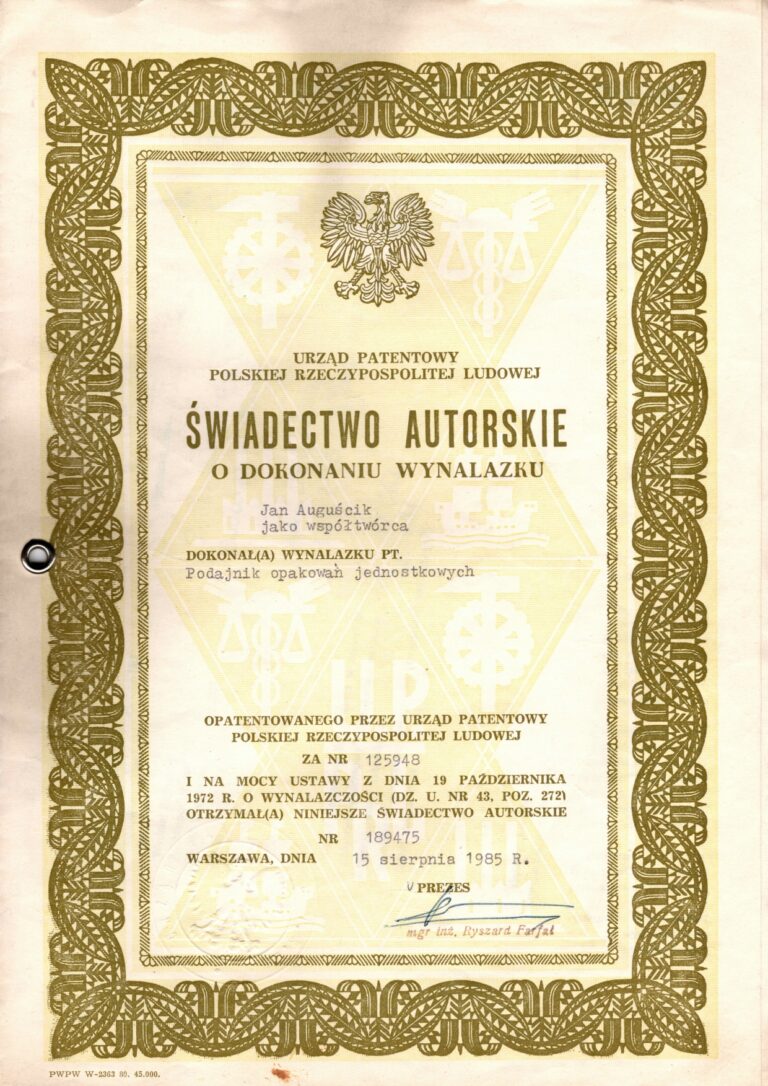 URZĄD PATENTOWY
POLSKIEJ RZECZYPOSPOLITEJ LUDOWEJ
ŚWIADECTWO AUTORSKIE
O DOKONANIU WYNALAZKU
Jan Auguścik
jako współtwórca
DOKONAŁ(A) WYNALAZKU PT.
Podajnik opakowań jednostkowych
UP
OPATENTOWANEGO PRZEZ URZĄD PATENTOWY
POLSKIEJ RZECZYPOSPOLITEJ LUDOWEJ
ZA NR 125948
I NA MOCY USTAWY Z DNIA 19 PAŹDZIERNIKA
1972 R. O WYNALAZCZOŚCI (DZ. U. NR 43, POZ. 272)
OTRZYMAŁ(A) NINIEJSZE ŚWIADECTWO AUTORSKIE
NR 189475
WARSZAWA, DNIA 15 sierpnia 1985 R.
PREZES
mgr inż. Ryszard Farfał
PWPW W-2363 80. 45.000.